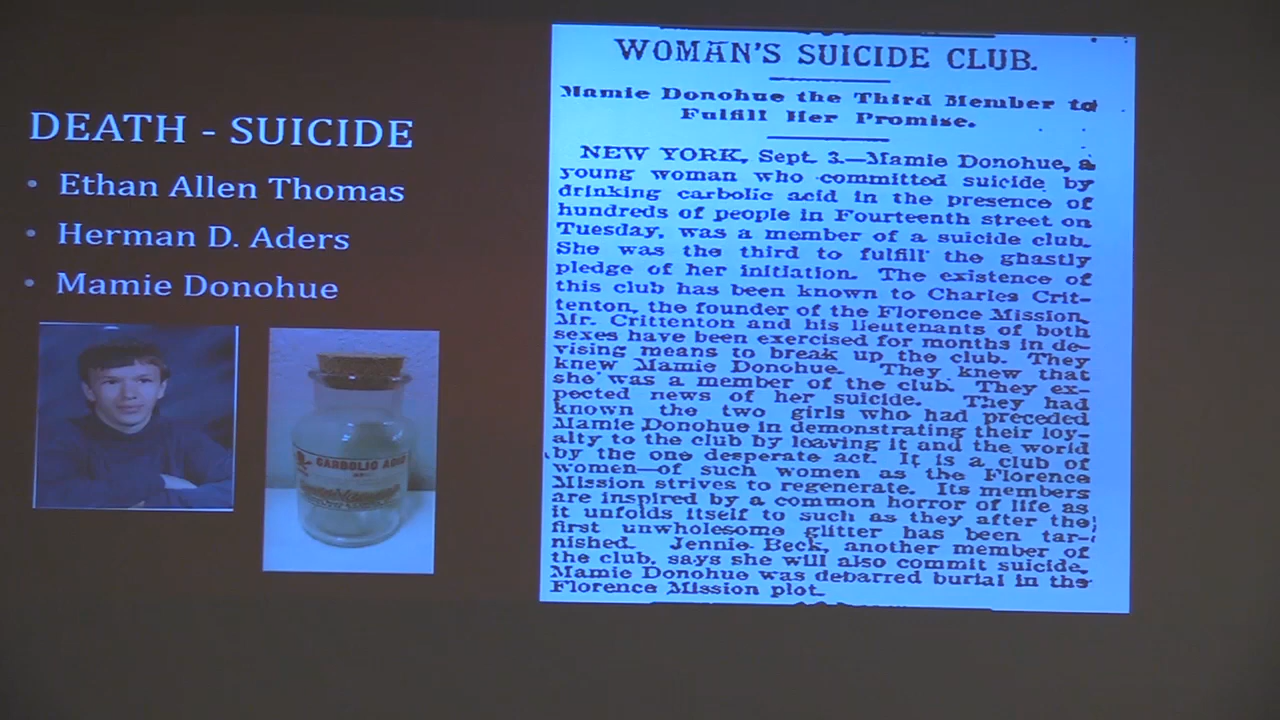 DEATH - SUICIDE
• Ethan Allen Thomas
• Herman D. Aders
• Mamie Donohue
CARBOLIC ACID
WOMAN'S SUICIDE CLUB.
Mamie Donohue the Third Member to
Fulfill Her Promise.
NEW YORK, Sept. 3.—Mamie Donohue, a
young woman who committed suicide by
drinking carbolic acid in the presence of
hundreds of people in Fourteenth street on
Tuesday, was a member of a suicide club.
She was the third to fulfill the ghastly
pledge of her initiation. The existence of
this club has been known to Charles Crit-
tenton, the founder of the Florence Mission.
Mr. Crittenton and his lieutenants of both
sexes have been exercised for months in de-
vising means to break up the club. They
knew Mamie Donohue. They knew that
she was a member of the club. They ex-
pected news of her suicide. They had
known the two girls who had preceded
Mamie Donohue in demonstrating their loy-
alty to the club by leaving it and the world
by the one desperate act. It is a club of
women—of such women as the Florence
Mission strives to regenerate. Its members
are inspired by a common horror of life as
it unfolds itself to such as they after the
first unwholesome glitter has been tar-
nished. Jennie Beck, another member of
the club, says she will also commit suicide.
Mamie Donohue was debarred burial in the
Florence Mission plot.